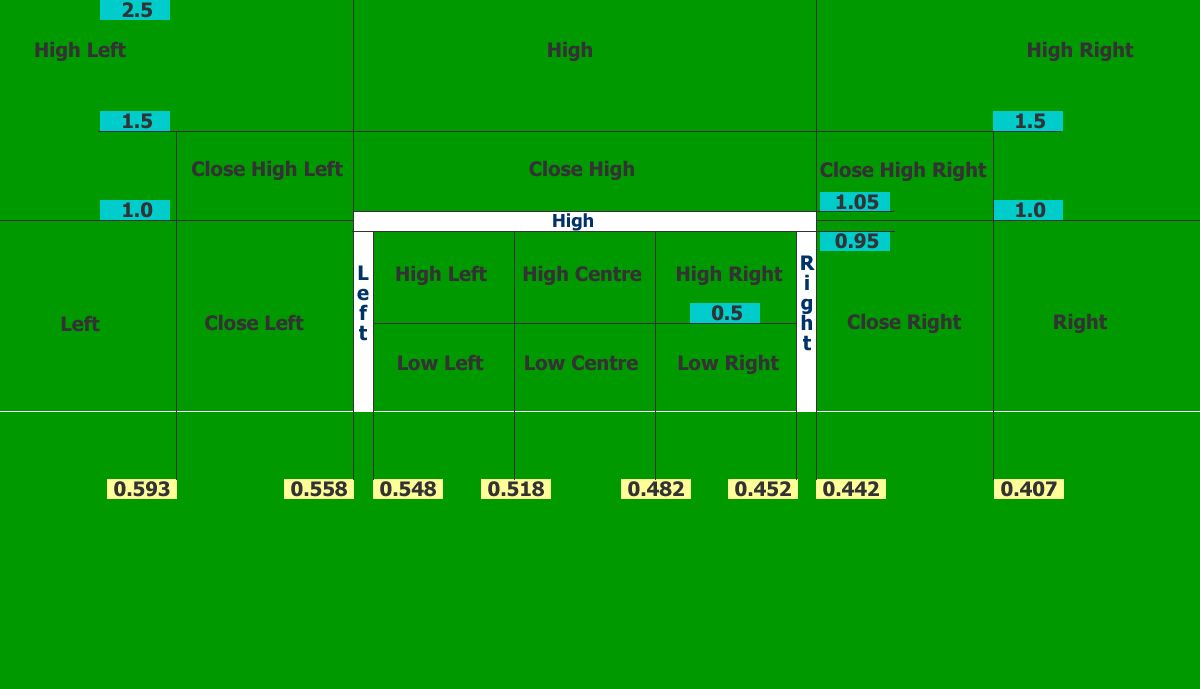 2.5
High Left High High Right
1.5 1.5
Close High Left Close High Close High Right
1.05
1.0 1.0
High
0.95
Left
Right
High Left High Centre High Right
0.5
Left Close Left Close Right Right
Low Left Low Centre Low Right
0.593 0.558 0.548 0.518 0.482 0.452 0.442 0.407